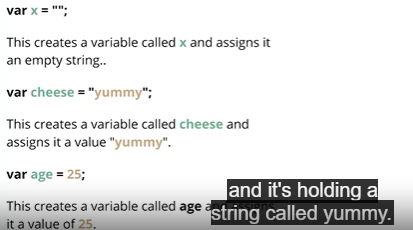 var x = "";
This creates a variable called x and assigns it
an empty string..
var cheese = "yummy";
This creates a variable called cheese and
assigns it a value "yummy".
var age = 25;
This creates a variable called age and assigns
it a value of 25.
and it's holding a
string called yummy.